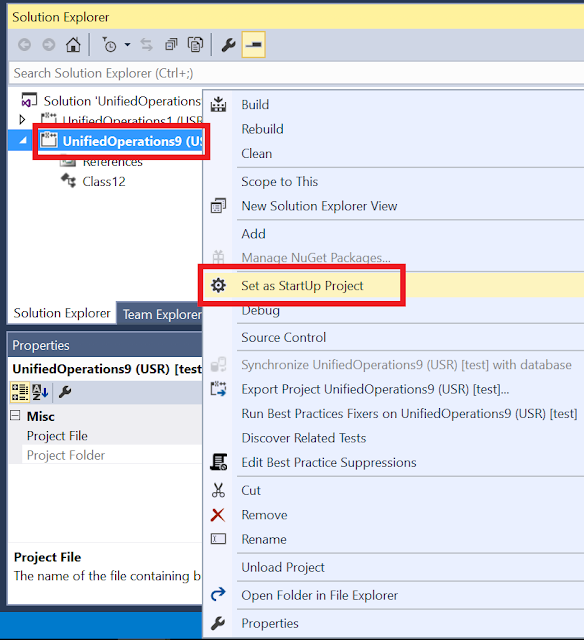 Solution Explorer
Search Solution Explorer (Ctrl+;)
Solution 'UnifiedOperations
UnifiedOperations1 (USR
UnifiedOperations9 (US
References
Class12
Build
Rebuild
Clean
Scope to This
New Solution Explorer View
Add
Manage NuGet Packages...
Set as StartUp Project
Debug
Source Control
Synchronize UnifiedOperations9 (USR) [test] with database
Export Project UnifiedOperations9 (USR) [test]...
Run Best Practices Fixers on UnifiedOperations9 (USR) [test]
Discover Related Tests
Edit Best Practice Suppressions
Cut
Remove
Rename
Unload Project
Open Folder in File Explorer
Properties
Solution Explorer
Team Explorer
Properties
UnifiedOperations9 (USR) [tes
Misc
Project File
Project Folder
Project File
The name of the file containing b